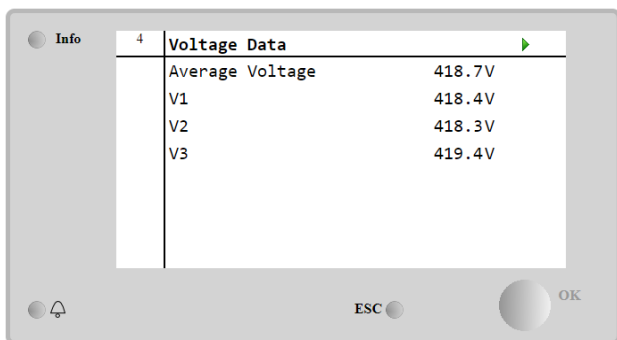 Info
4 Voltage Data
Average Voltage 418.7V
V1 418.4V
V2 418.3V
V3 419.4V
ESC
OK